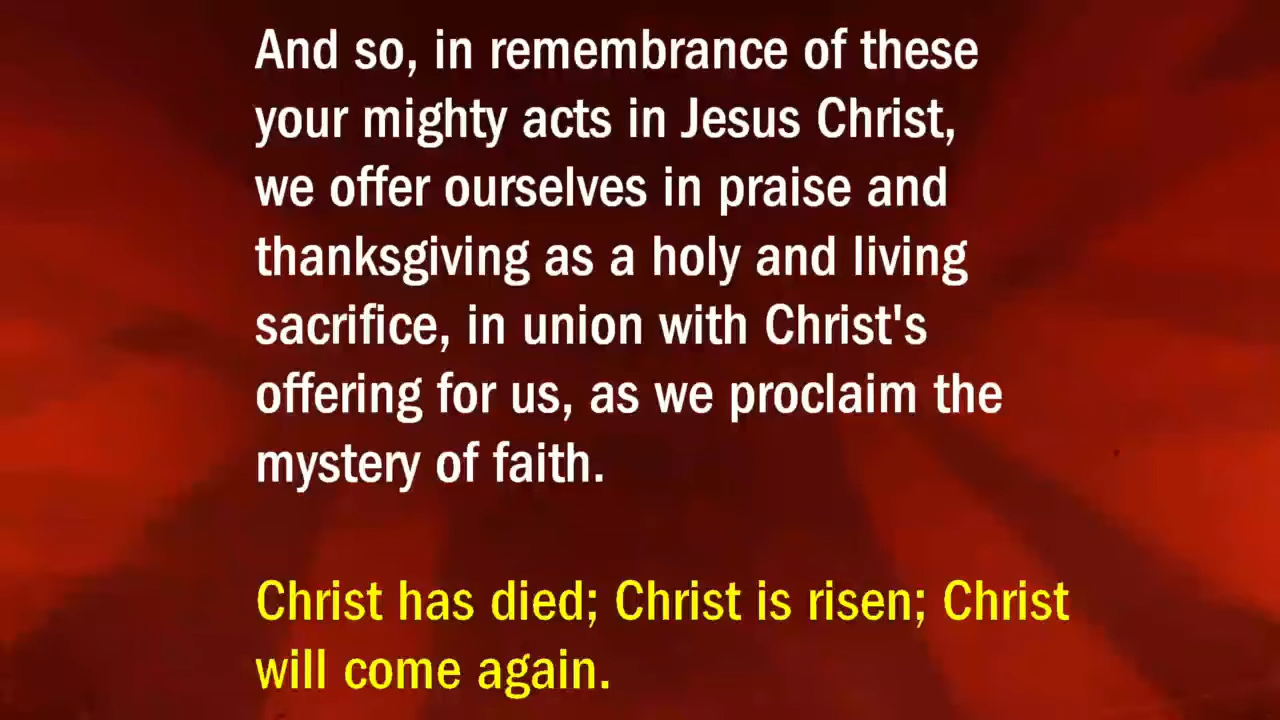 And so, in remembrance of these
your mighty acts in Jesus Christ,
we offer ourselves in praise and
thanksgiving as a holy and living
sacrifice, in union with Christ's
offering for us, as we proclaim the
mystery of faith.
Christ has died; Christ is risen; Christ
will come again.